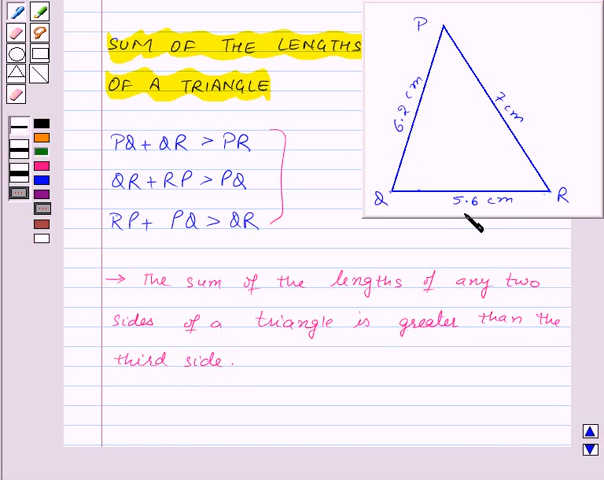 SUM OF THE LENGTHS
OF A TRIANGLE
PQ + QR > PR
QR + RP > PQ
RP + PQ > QR
→ The sum of the lengths of any two
sides of a triangle is greater than the
third side.
P
6.2 cm
7 cm
Q
R
5.6 cm